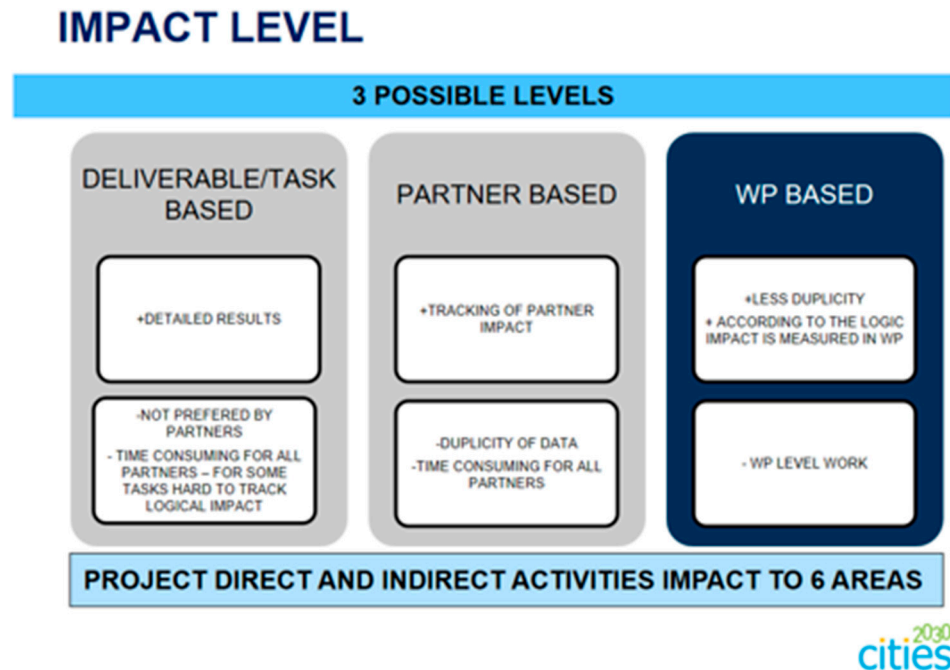 IMPACT LEVEL
3 POSSIBLE LEVELS
DELIVERABLE/TASK
BASED
+DETAILED RESULTS
-NOT PREFERED BY
PARTNERS
- TIME CONSUMING FOR ALL
PARTNERS – FOR SOME
TASKS HARD TO TRACK
LOGICAL IMPACT
PARTNER BASED
+TRACKING OF PARTNER
IMPACT
-DUPLICITY OF DATA
-TIME CONSUMING FOR ALL
PARTNERS
WP BASED
+LESS DUPLICITY
+ ACCORDING TO THE LOGIC
IMPACT IS MEASURED IN WP
- WP LEVEL WORK
PROJECT DIRECT AND INDIRECT ACTIVITIES IMPACT TO 6 AREAS
2030
cities